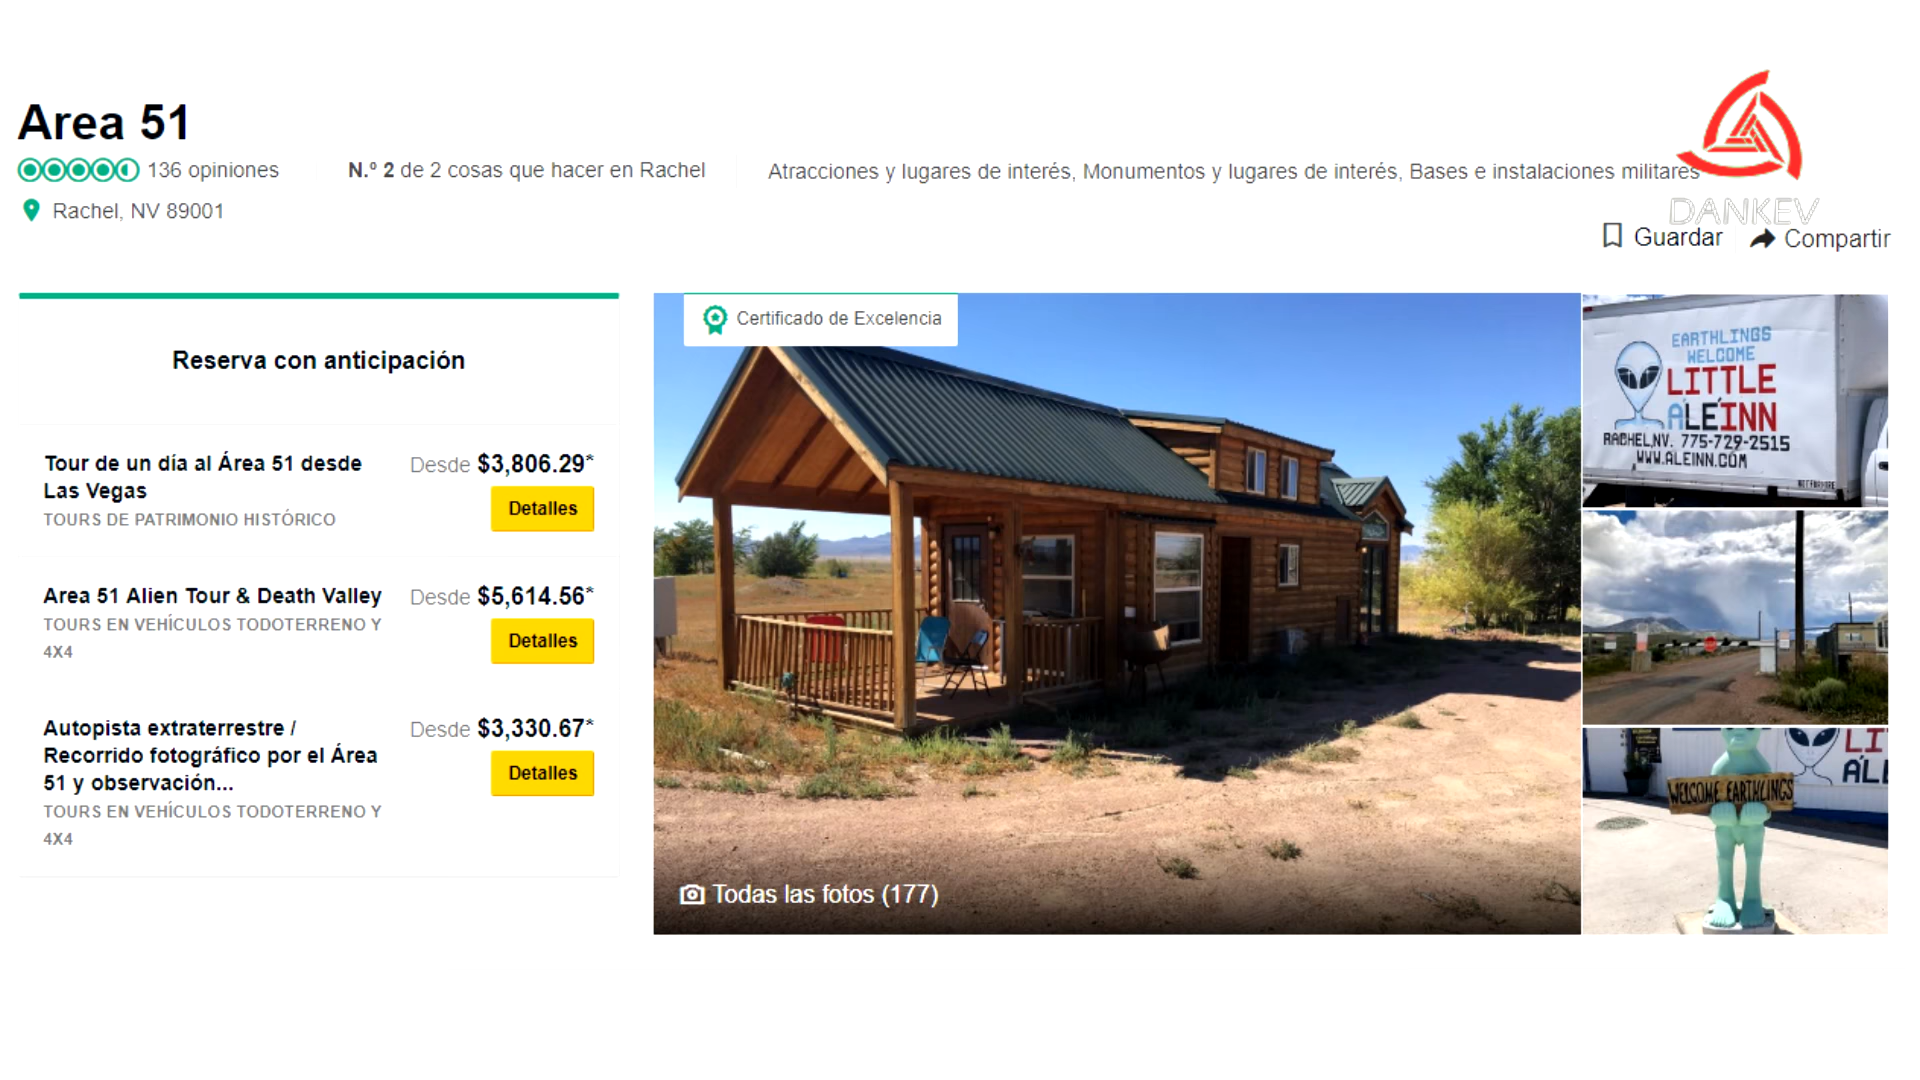 Area 51
136 opiniones
N.º 2 de 2 cosas que hacer en Rachel
Atracciones y lugares de interés, Monumentos y lugares de interés, Bases e instalaciones militares
Rachel, NV 89001
DANKEV
Guardar
Compartir
Reserva con anticipación
Tour de un día al Área 51 desde
Las Vegas
TOURS DE PATRIMONIO HISTÓRICO
Desde $3,806.29*
Detalles
Area 51 Alien Tour & Death Valley
TOURS EN VEHÍCULOS TODOTERRENO Y
4X4
Desde $5,614.56*
Detalles
Autopista extraterrestre /
Recorrido fotográfico por el Área
51 y observación...
TOURS EN VEHÍCULOS TODOTERRENO Y
4X4
Desde $3,330.67*
Detalles
Certificado de Excelencia
Todas las fotos (177)
EARTHLINGS
WELCOME
LITTLE
A'LE'INN
RACHEL,NV. 775-729-2515
WWW.ALEINN.COM
WELCOME EARTHLINGS